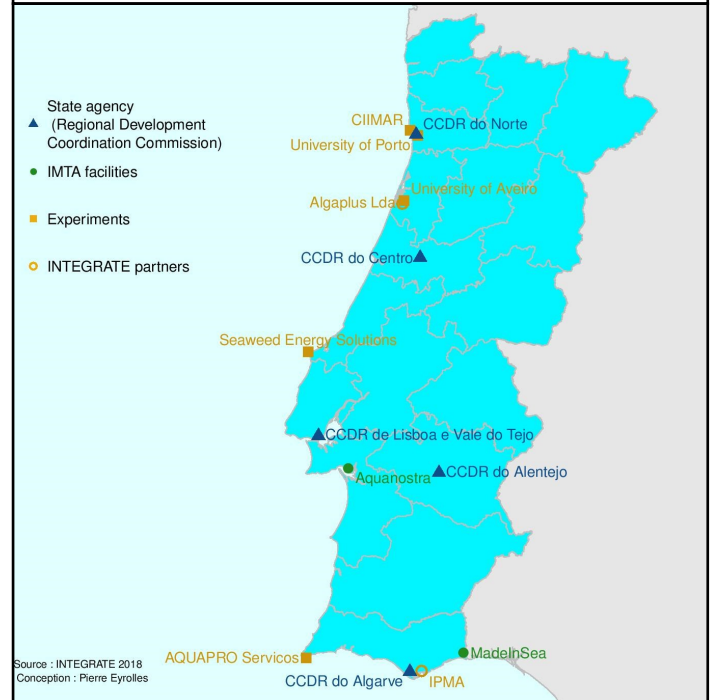 State agency
(Regional Development
Coordination Commission)
IMTA facilities
Experiments
INTEGRATE partners
CIIMAR
CCDR do Norte
University of Porto
University of Aveiro
Algaplus Lda
CCDR do Centro
Seaweed Energy Solutions
CCDR de Lisboa e Vale do Tejo
Aquanostra
CCDR do Alentejo
AQUAPRO Servicos
MadeInSea
CCDR do Algarve
IPMA
Source : INTEGRATE 2018
Conception : Pierre Eyrolles